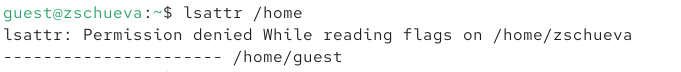 guest@zschueva:~$ lsattr /home
lsattr: Permission denied While reading flags on /home/zschueva
---------------------- /home/guest